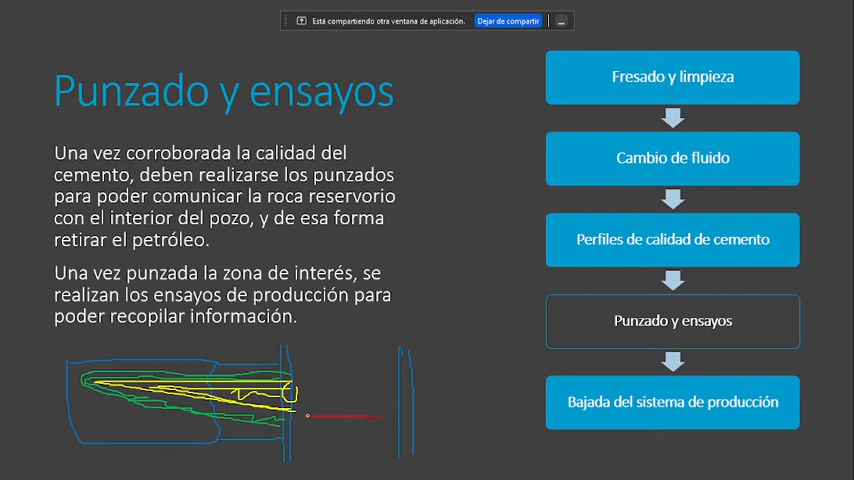 Está compartiendo otra ventana de aplicación. Dejar de compartir
Punzado y ensayos
Una vez corroborada la calidad del
cemento, deben realizarse los punzados
para poder comunicar la roca reservorio
con el interior del pozo, y de esa forma
retirar el petróleo.
Una vez punzada la zona de interés, se
realizan los ensayos de producción para
poder recopilar información.
Fresado y limpieza
Cambio de fluido
Perfiles de calidad de cemento
Punzado y ensayos
Bajada del sistema de producción